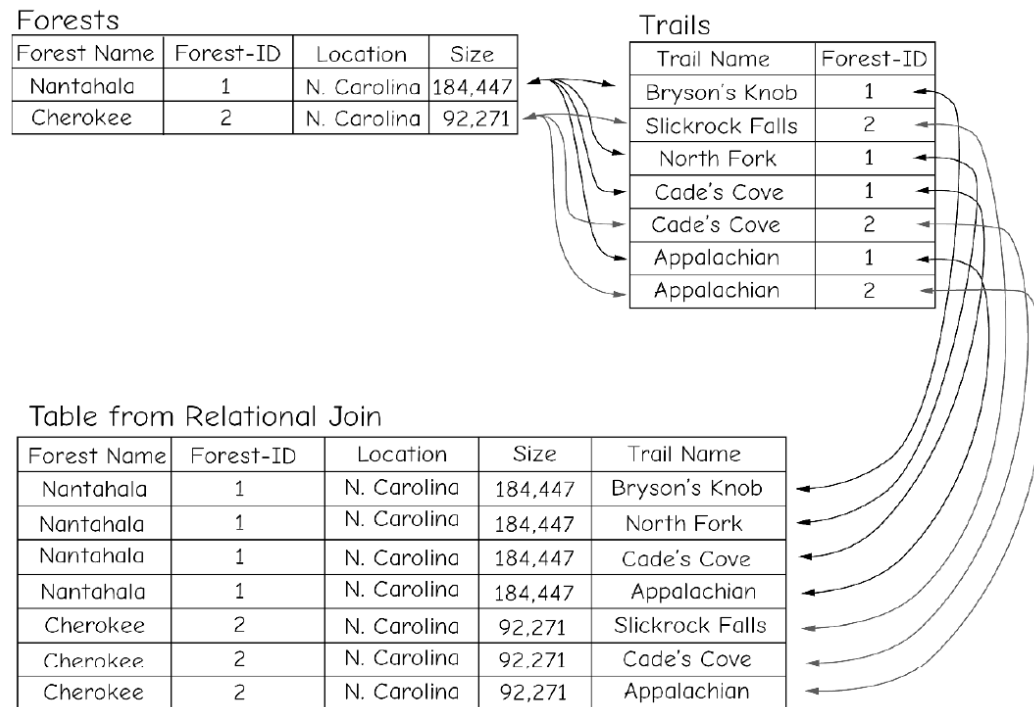 Forests
Forest Name Forest-ID Location Size
Nantahala 1 N. Carolina 184,447
Cherokee 2 N. Carolina 92,271
Trails
Trail Name Forest-ID
Bryson's Knob 1
Slickrock Falls 2
North Fork 1
Cade's Cove 1
Cade's Cove 2
Appalachian 1
Appalachian 2
Table from Relational Join
Forest Name Forest-ID Location Size Trail Name
Nantahala 1 N. Carolina 184,447 Bryson's Knob
Nantahala 1 N. Carolina 184,447 North Fork
Nantahala 1 N. Carolina 184,447 Cade's Cove
Nantahala 1 N. Carolina 184,447 Appalachian
Cherokee 2 N. Carolina 92,271 Slickrock Falls
Cherokee 2 N. Carolina 92,271 Cade's Cove
Cherokee 2 N. Carolina 92,271 Appalachian